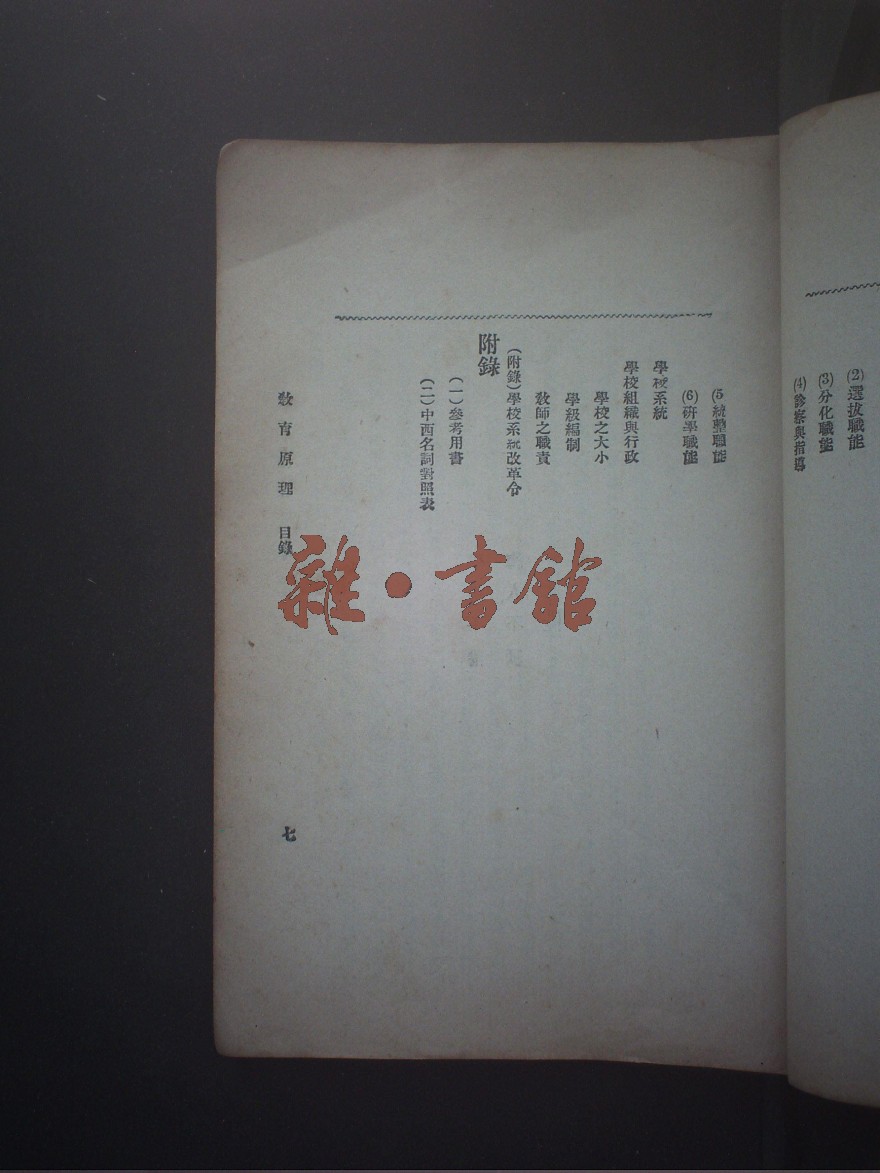 (2)選拔職能
(3)分化職能
(4)診察與指導
(5)統整職能
(6)研學職能
學校系統
學校組織與行政
學校之大小
學級編制
敎師之職責
(附錄)學校系統改革令
附錄
(一)參考用書
(二)中西名詞對照表
敎育原理 目錄
七
雜·書館